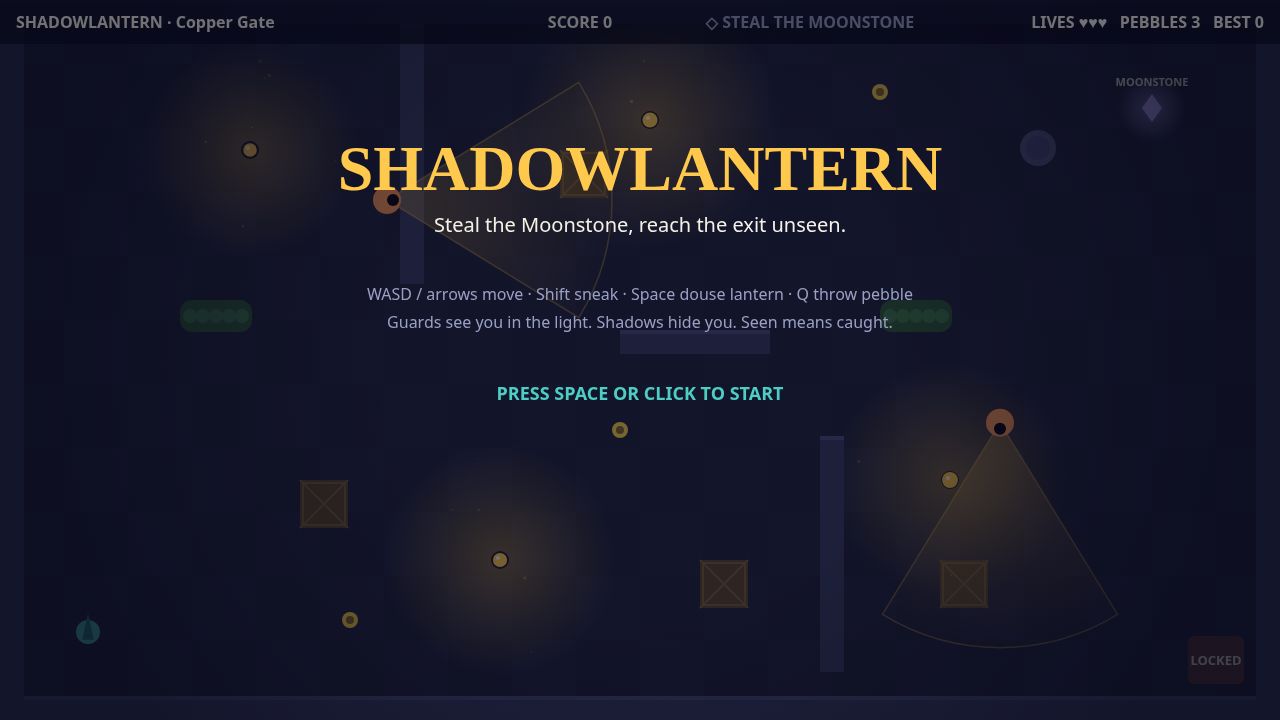 SHADOWLANTERN · Copper Gate
SCORE 0
◇ STEAL THE MOONSTONE
LIVES ♥♥♥ PEBBLES 3 BEST 0
MOONSTONE
SHADOWLANTERN
Steal the Moonstone, reach the exit unseen.
WASD / arrows move · Shift sneak · Space douse lantern · Q throw pebble
Guards see you in the light. Shadows hide you. Seen means caught.
PRESS SPACE OR CLICK TO START
LOCKED